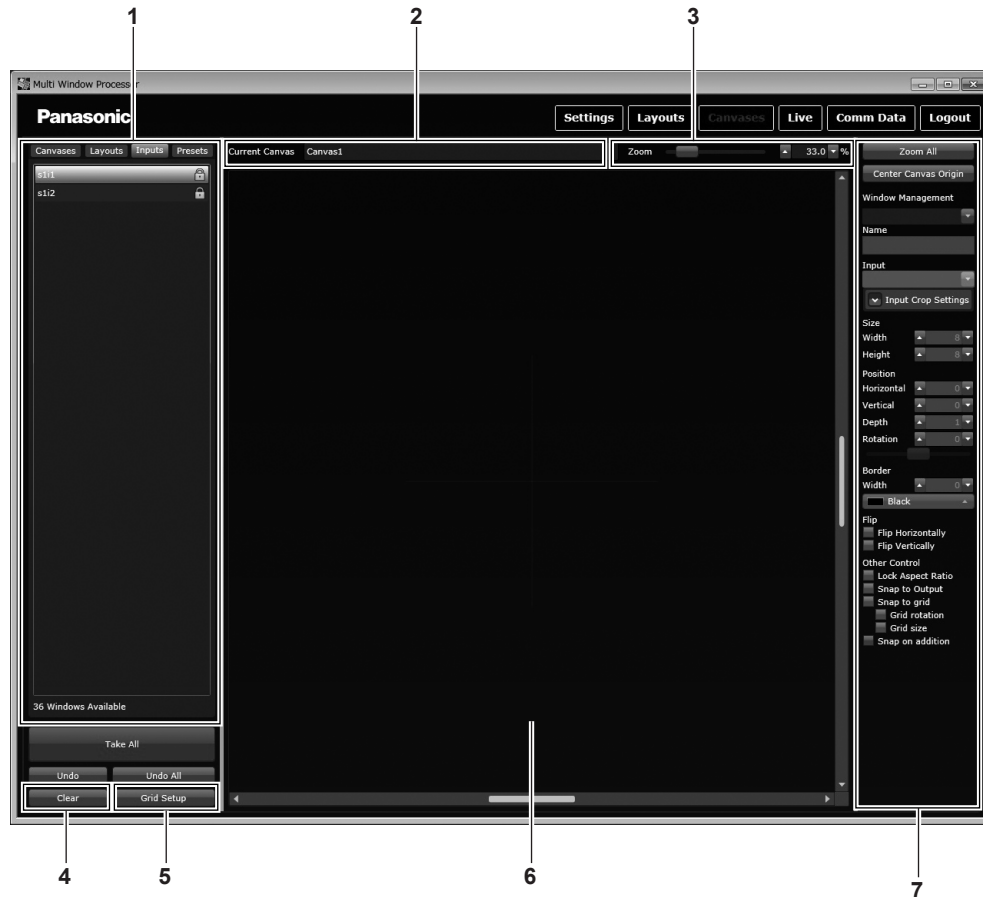 1 2 3
Multi Window Processor
Panasonic Settings Layouts Canvases Live Comm Data Logout
Canvases Layouts Inputs Presets Current Canvas Canvas1 Zoom 33.0 % Zoom All
s1i1
s1i2
Center Canvas Origin
Window Management
Name
Input
Input Crop Settings
Size
Width 8
Height 8
Position
Horizontal 0
Vertical 0
Depth 1
Rotation 0
Border
Width 0
Black
Flip
Flip Horizontally
Flip Vertically
Other Control
Lock Aspect Ratio
Snap to Output
Snap to grid
Grid rotation
Grid size
Snap on addition
36 Windows Available
Take All
Undo Undo All
Clear Grid Setup
4 5 6 7